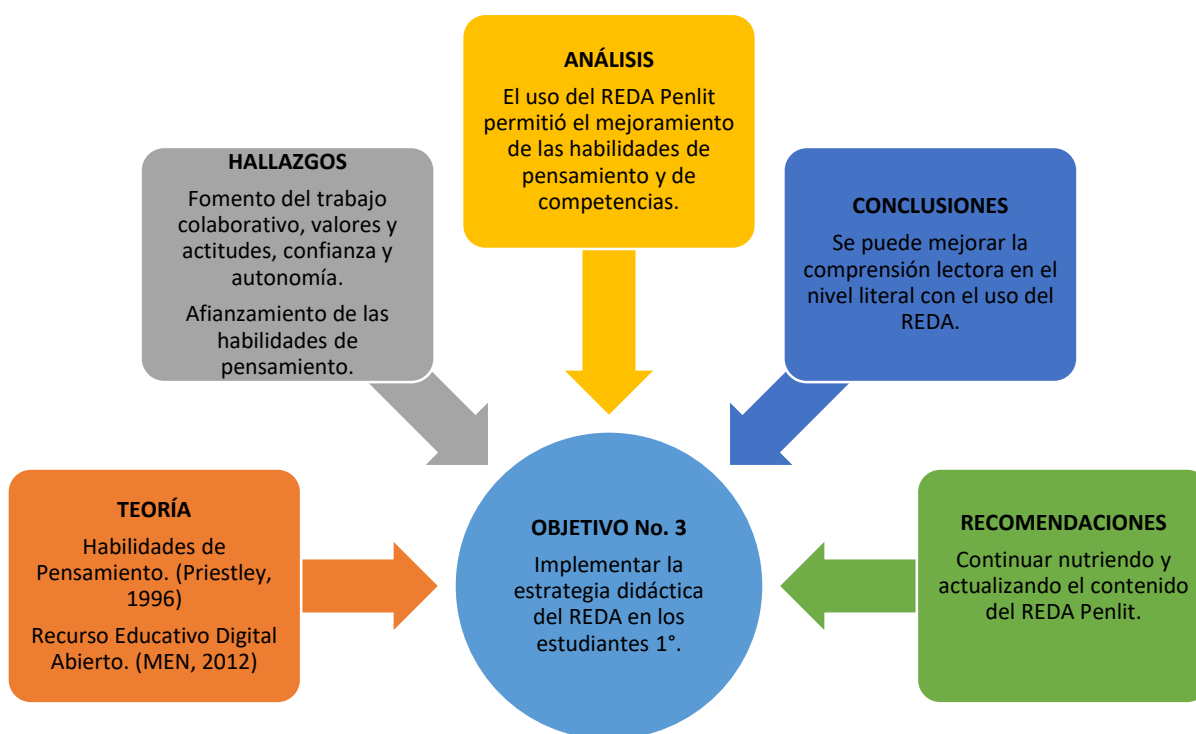 ANÁLISIS
El uso del REDA Penlit
permitió el mejoramiento
de las habilidades de
pensamiento y de
competencias.
HALLAZGOS
Fomento del trabajo
colaborativo, valores y
actitudes, confianza y
autonomía.
Afianzamiento de las
habilidades de
pensamiento.
CONCLUSIONES
Se puede mejorar la
comprensión lectora en el
nivel literal con el uso del
REDA.
TEORÍA
Habilidades de
Pensamiento. (Priestley,
1996)
Recurso Educativo Digital
Abierto. (MEN, 2012)
OBJETIVO No. 3
Implementar la
estrategia didáctica
del REDA en los
estudiantes 1°.
RECOMENDACIONES
Continuar nutriendo y
actualizando el contenido
del REDA Penlit.